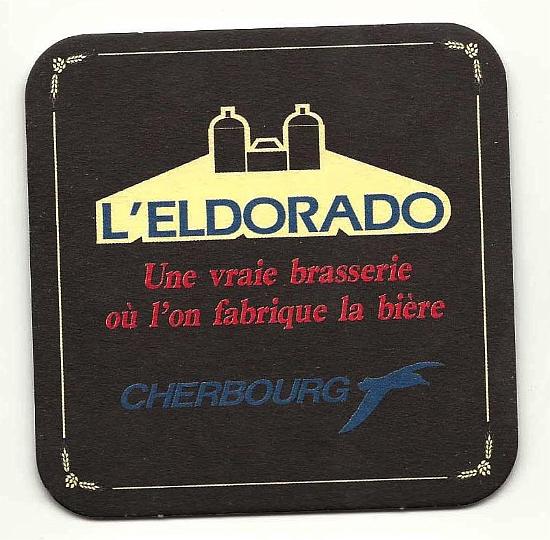 L'ELDORADO
Une vraie brasserie
où l'on fabrique la bière
CHERBOURG